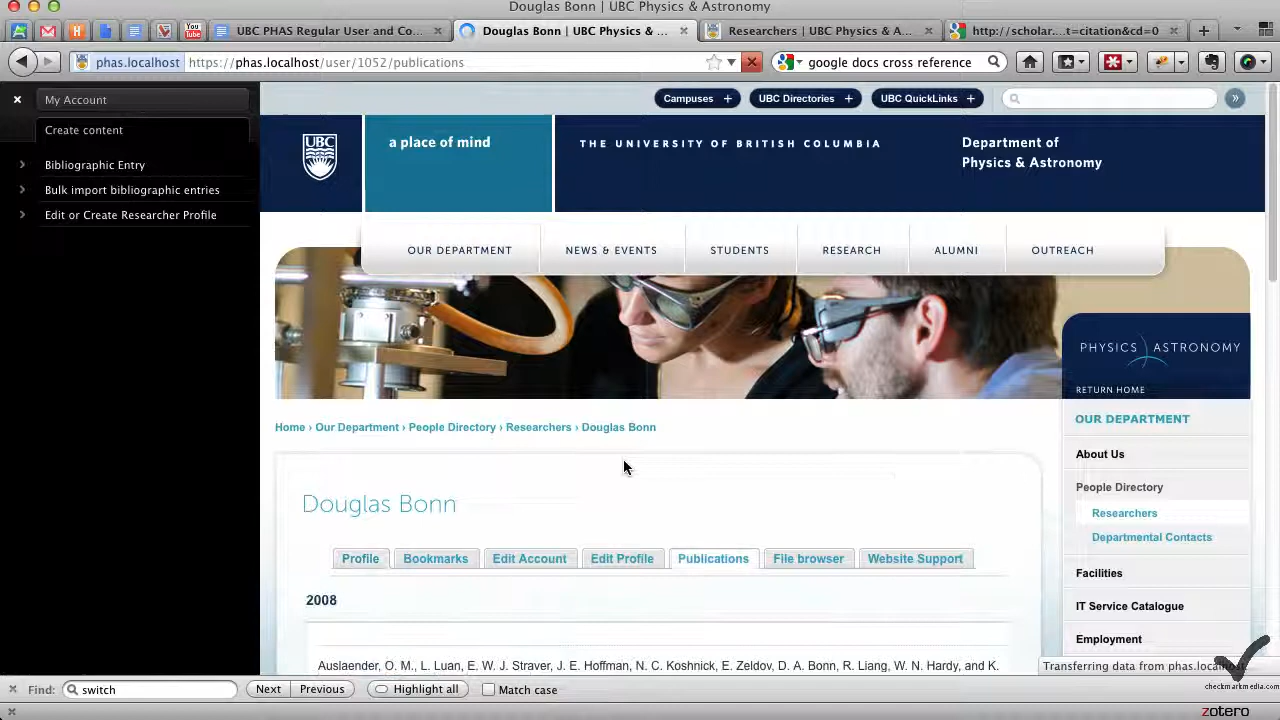 Douglas Bonn | UBC Physics & Astronomy
UBC PHAS Regular User and Co...
Douglas Bonn | UBC Physics & ...
Researchers | UBC Physics & A...
http://scholar....t=citation&cd=0
phas.localhost
https://phas.localhost/user/1052/publications
google docs cross reference
My Account
Create content
Bibliographic Entry
Bulk import bibliographic entries
Edit or Create Researcher Profile
Campuses +
UBC Directories +
UBC QuickLinks +
UBC
a place of mind
THE UNIVERSITY OF BRITISH COLUMBIA
Department of
Physics & Astronomy
OUR DEPARTMENT
NEWS & EVENTS
STUDENTS
RESEARCH
ALUMNI
OUTREACH
PHYSICS ASTRONOMY
RETURN HOME
OUR DEPARTMENT
About Us
People Directory
Researchers
Departmental Contacts
Facilities
IT Service Catalogue
Employment
Home › Our Department › People Directory › Researchers › Douglas Bonn
Douglas Bonn
Profile
Bookmarks
Edit Account
Edit Profile
Publications
File browser
Website Support
2008
Auslaender, O. M., L. Luan, E. W. J. Straver, J. E. Hoffman, N. C. Koshnick, E. Zeldov, D. A. Bonn, R. Liang, W. N. Hardy, and K.
Transferring data from phas.localhost
checkmarkmedia.com
Find:
switch
Next
Previous
Highlight all
Match case
zotero